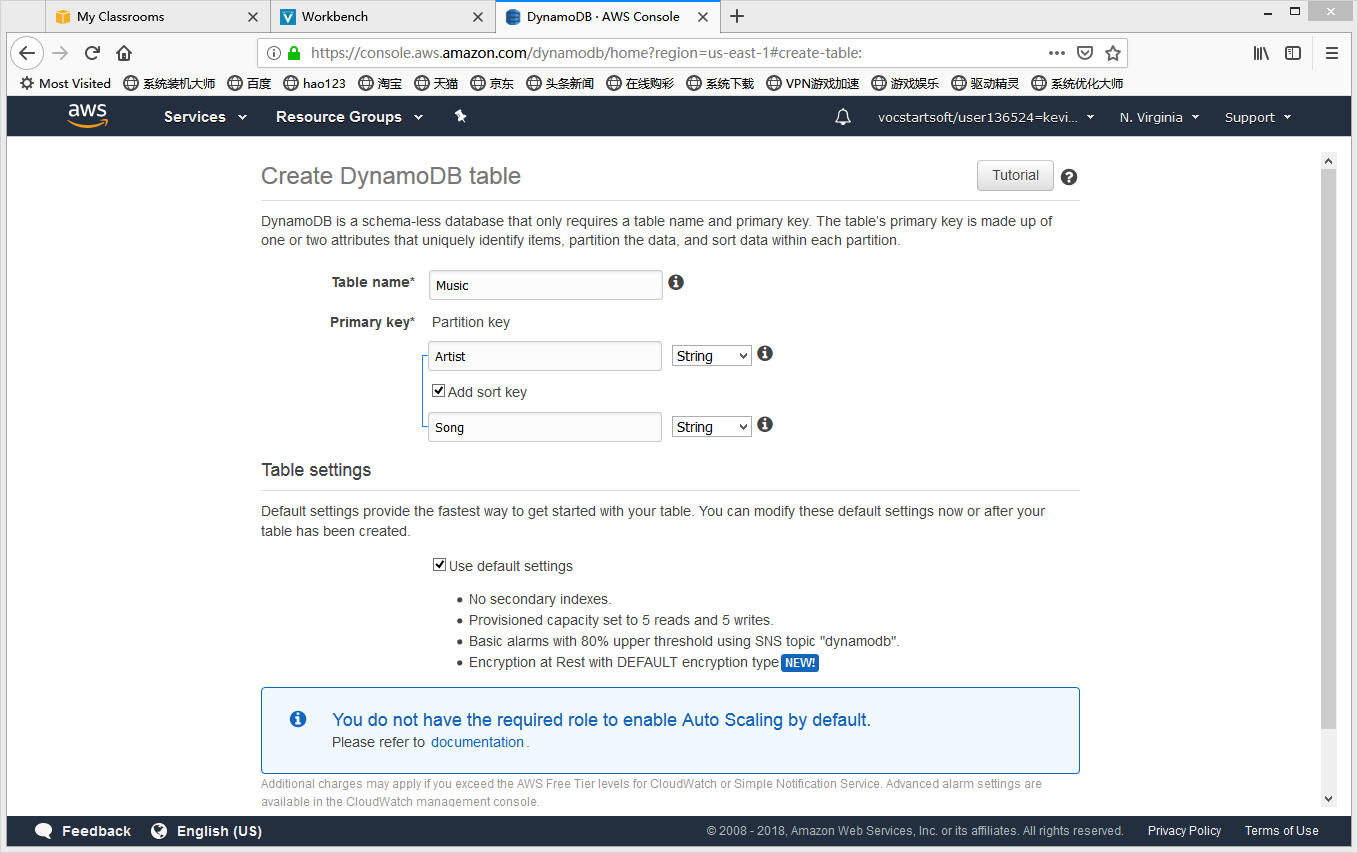 My Classrooms
Workbench
DynamoDB · AWS Console
https://console.aws.amazon.com/dynamodb/home?region=us-east-1#create-table:
Most Visited 系统装机大师 百度 hao123 淘宝 天猫 京东 头条新闻 在线购彩 系统下载 VPN游戏加速 游戏娱乐 驱动精灵 系统优化大师
aws Services Resource Groups vocstartsoft/user136524=kevi... N. Virginia Support
Create DynamoDB table Tutorial
DynamoDB is a schema-less database that only requires a table name and primary key. The table's primary key is made up of
one or two attributes that uniquely identify items, partition the data, and sort data within each partition.
Table name* Music
Primary key* Partition key
Artist String
Add sort key
Song String
Table settings
Default settings provide the fastest way to get started with your table. You can modify these default settings now or after your
table has been created.
Use default settings
• No secondary indexes.
• Provisioned capacity set to 5 reads and 5 writes.
• Basic alarms with 80% upper threshold using SNS topic "dynamodb".
• Encryption at Rest with DEFAULT encryption type NEW!
You do not have the required role to enable Auto Scaling by default.
Please refer to documentation.
Additional charges may apply if you exceed the AWS Free Tier levels for CloudWatch or Simple Notification Service. Advanced alarm settings are
available in the CloudWatch management console.
Feedback English (US) © 2008 - 2018, Amazon Web Services, Inc. or its affiliates. All rights reserved. Privacy Policy Terms of Use